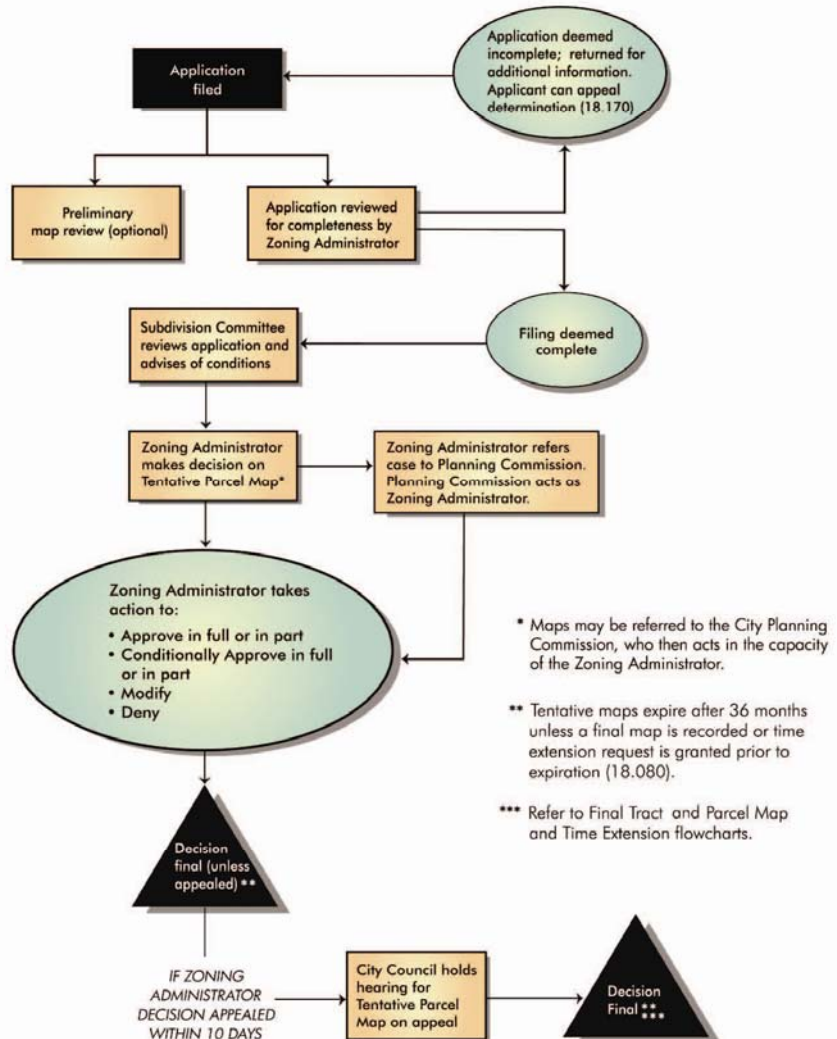 Application
filed
Application deemed
incomplete; returned for
additional information.
Applicant can appeal
determination (18.170)
Preliminary
map review (optional)
Application reviewed
for completeness by
Zoning Administrator
Subdivision Committee
reviews application and
advises of conditions
Filing deemed
complete
Zoning Administrator
makes decision on
Tentative Parcel Map*
Zoning Administrator refers
case to Planning Commission.
Planning Commission acts as
Zoning Administrator.
Zoning Administrator takes
action to:
• Approve in full or in part
• Conditionally Approve in full
or in part
• Modify
• Deny
* Maps may be referred to the City Planning
Commission, who then acts in the capacity
of the Zoning Administrator.
** Tentative maps expire after 36 months
unless a final map is recorded or time
extension request is granted prior to
expiration (18.080).
*** Refer to Final Tract and Parcel Map
and Time Extension flowcharts.
Decision
final (unless
appealed) **
IF ZONING
ADMINISTRATOR
DECISION APPEALED
WITHIN 10 DAYS
City Council holds
hearing for
Tentative Parcel
Map on appeal
Decision
Final **
***